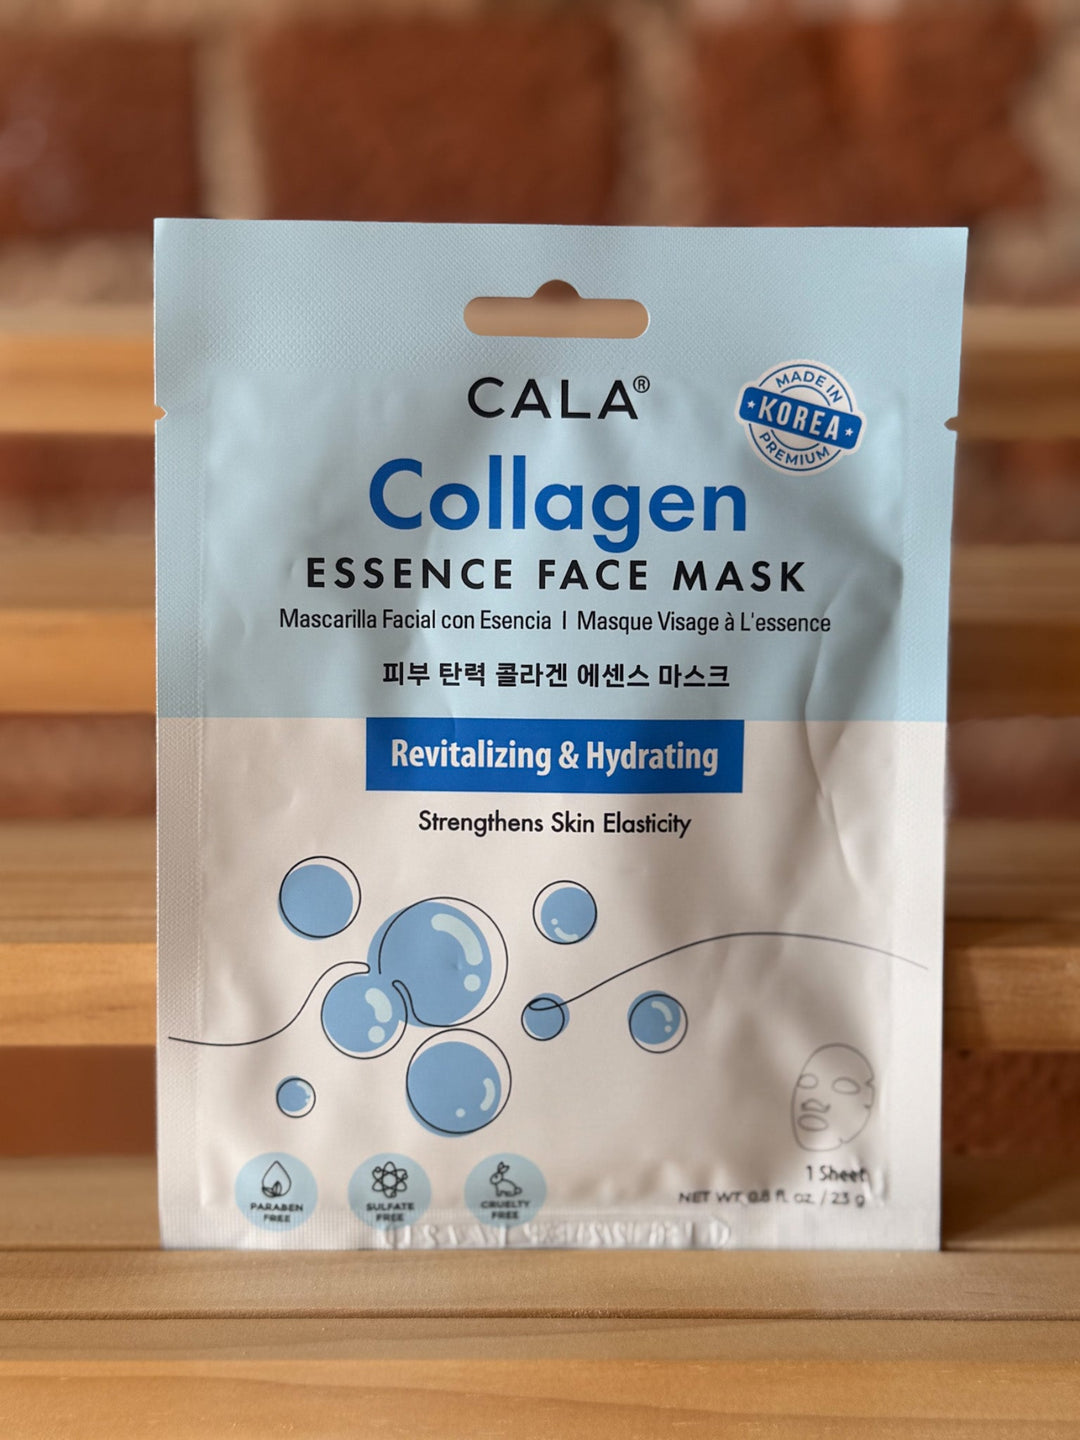 CALA®
MADE IN
KOREA
PREMIUM
Collagen
ESSENCE FACE MASK
Mascarilla Facial con Esencia | Masque Visage à L'essence
피부 탄력 콜라겐 에센스 마스크
Revitalizing & Hydrating
Strengthens Skin Elasticity
1 Sheet
NET WT. 0.8 fl. oz. / 23 g
PARABEN
FREE
SULFATE
FREE
CRUELTY
FREE